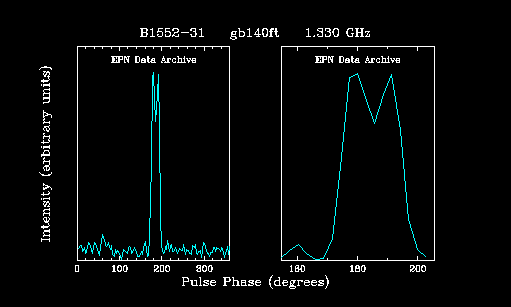 B1552-31 gb140ft 1.330 GHz
EPN Data Archive EPN Data Archive
Intensity (arbitrary units)
0 100 200 300 160 180 200
Pulse Phase (degrees)